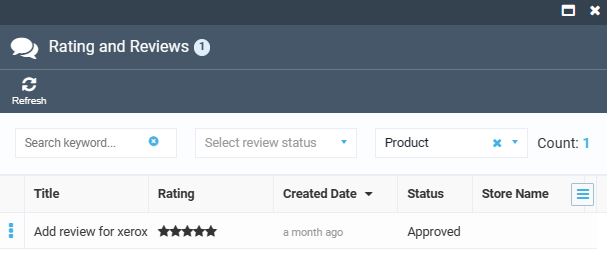 Rating and Reviews 1
Refresh
Search keyword... Select review status Product Count: 1
Title Rating Created Date Status Store Name
Add review for xerox a month ago Approved